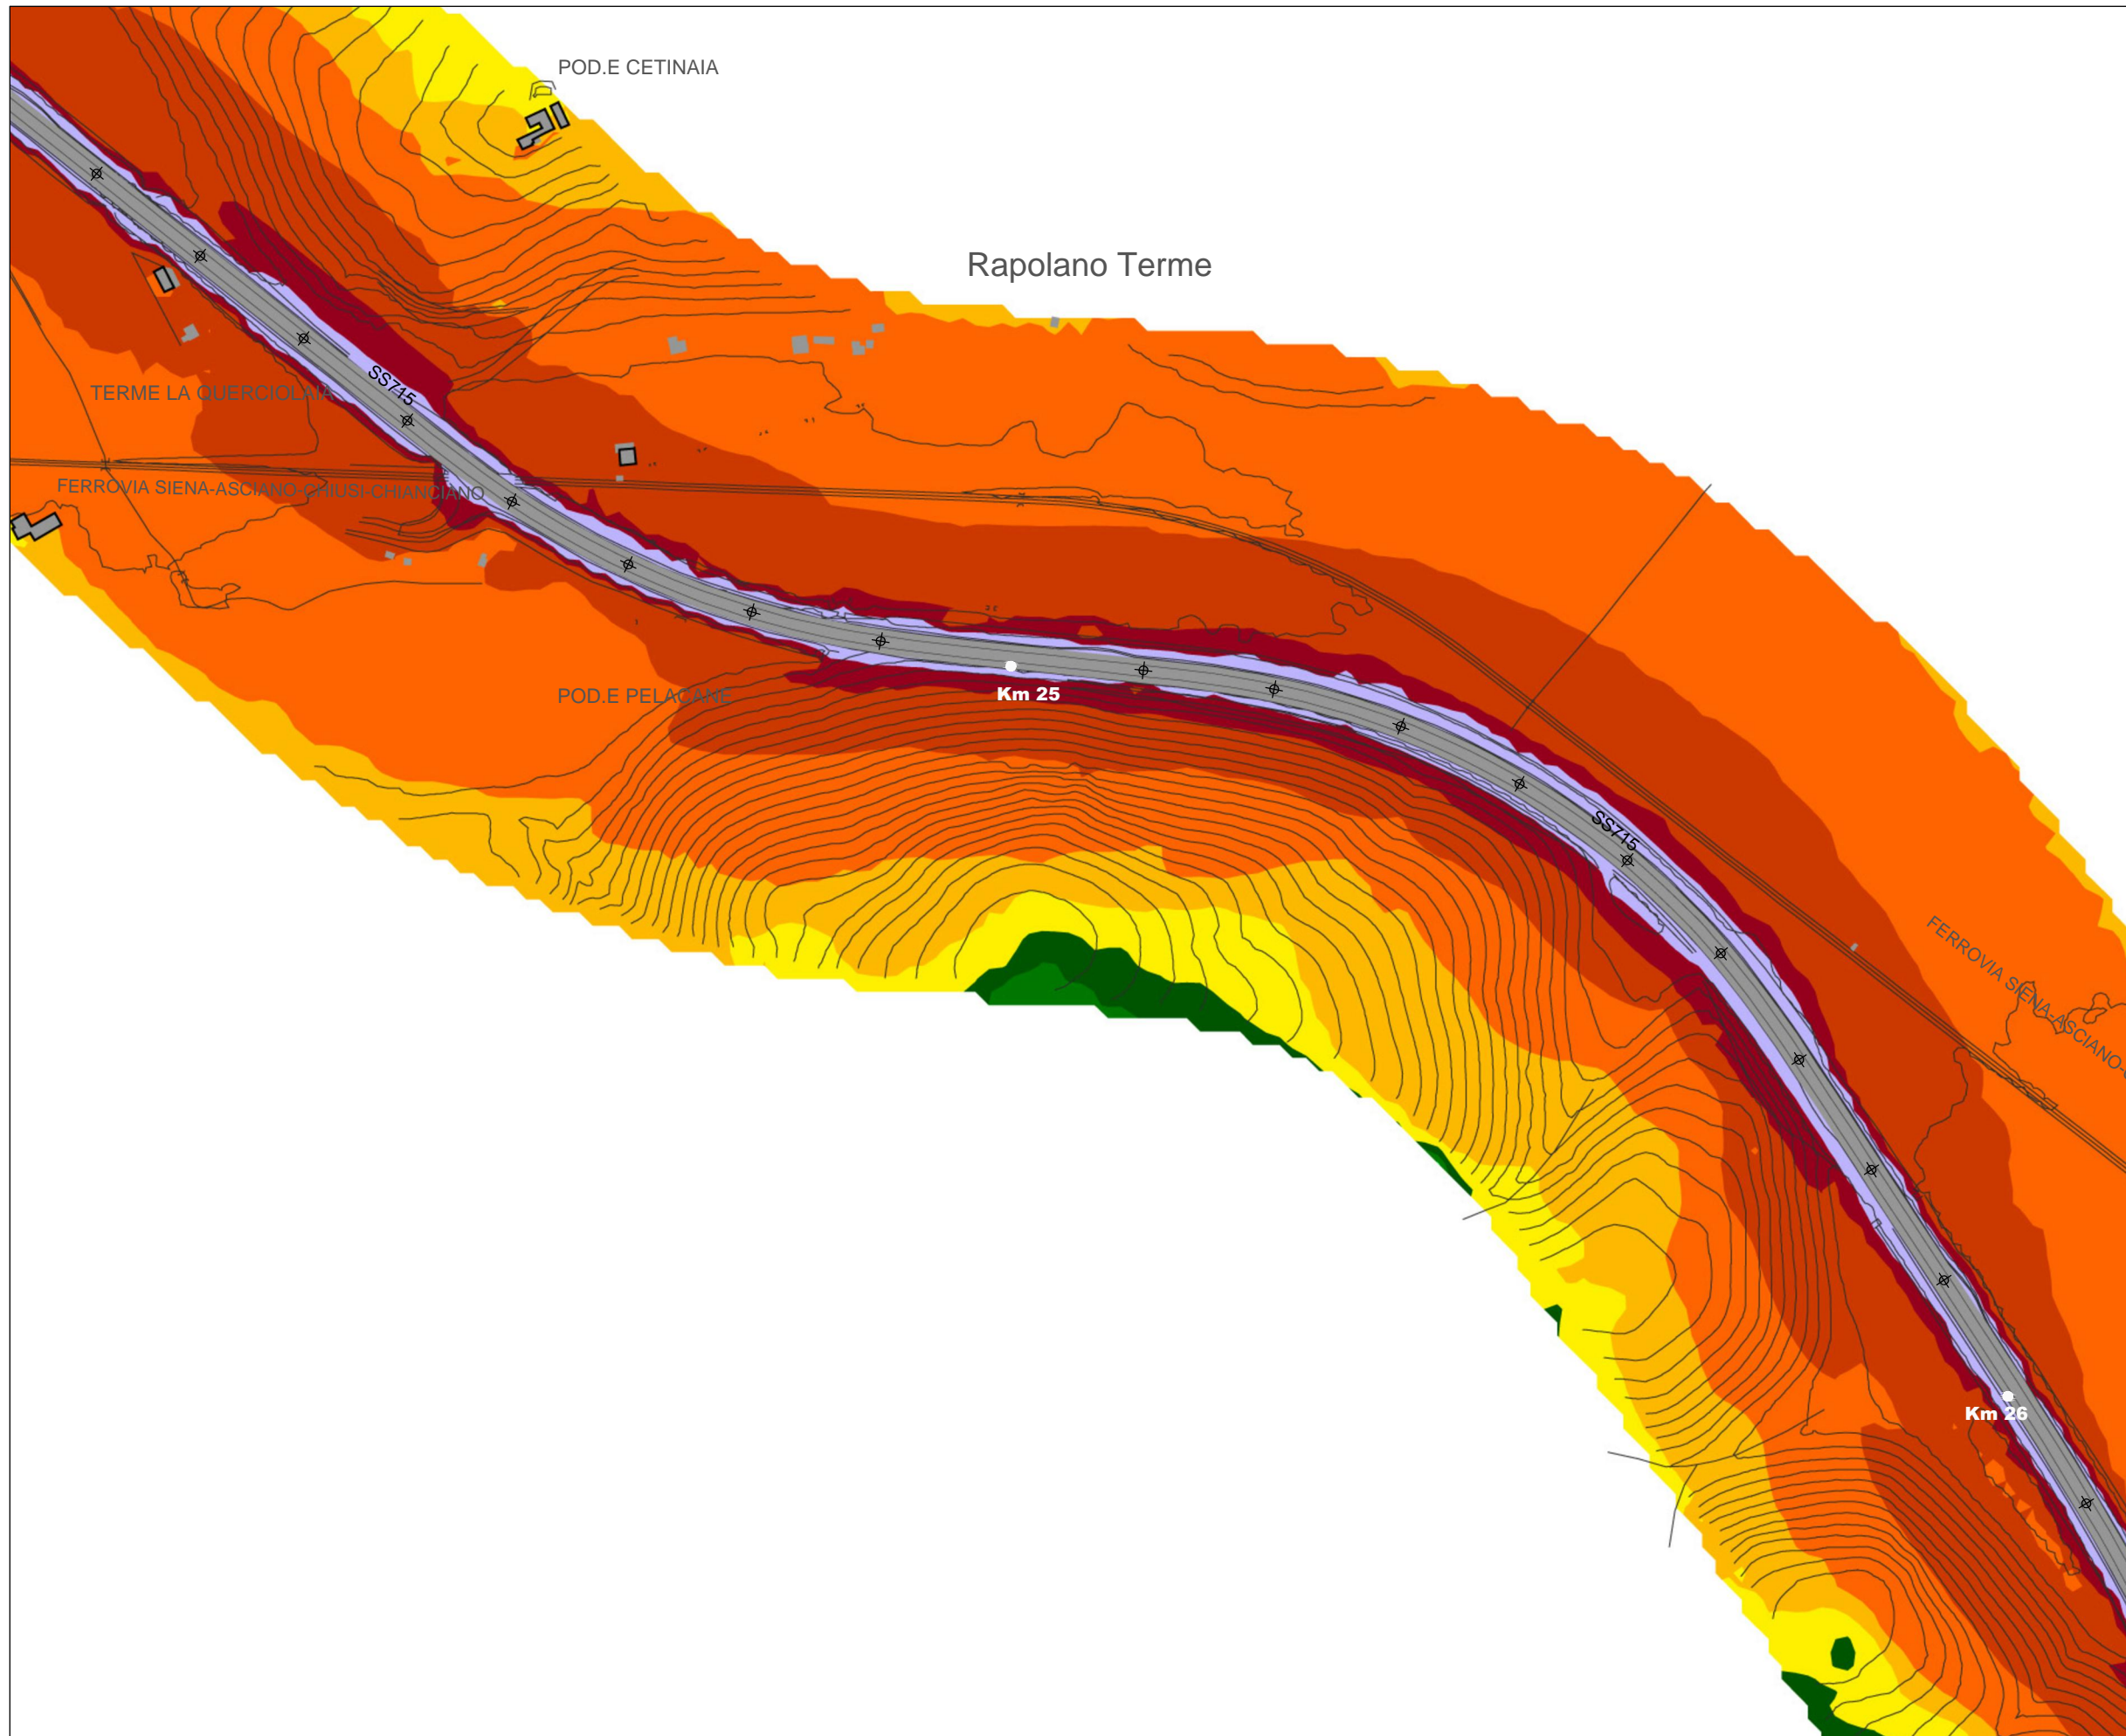 POD.E CETINAIA
Rapolano Terme
SS715
TERME LA QUERCIOLAIA
FERROVIA SIENA-ASCIANO-CHIUSI-CHIANCIANO
POD.E PELACANE
Km 25
SS715
FERROVIA SIENA-ASCIANO-
Km 26